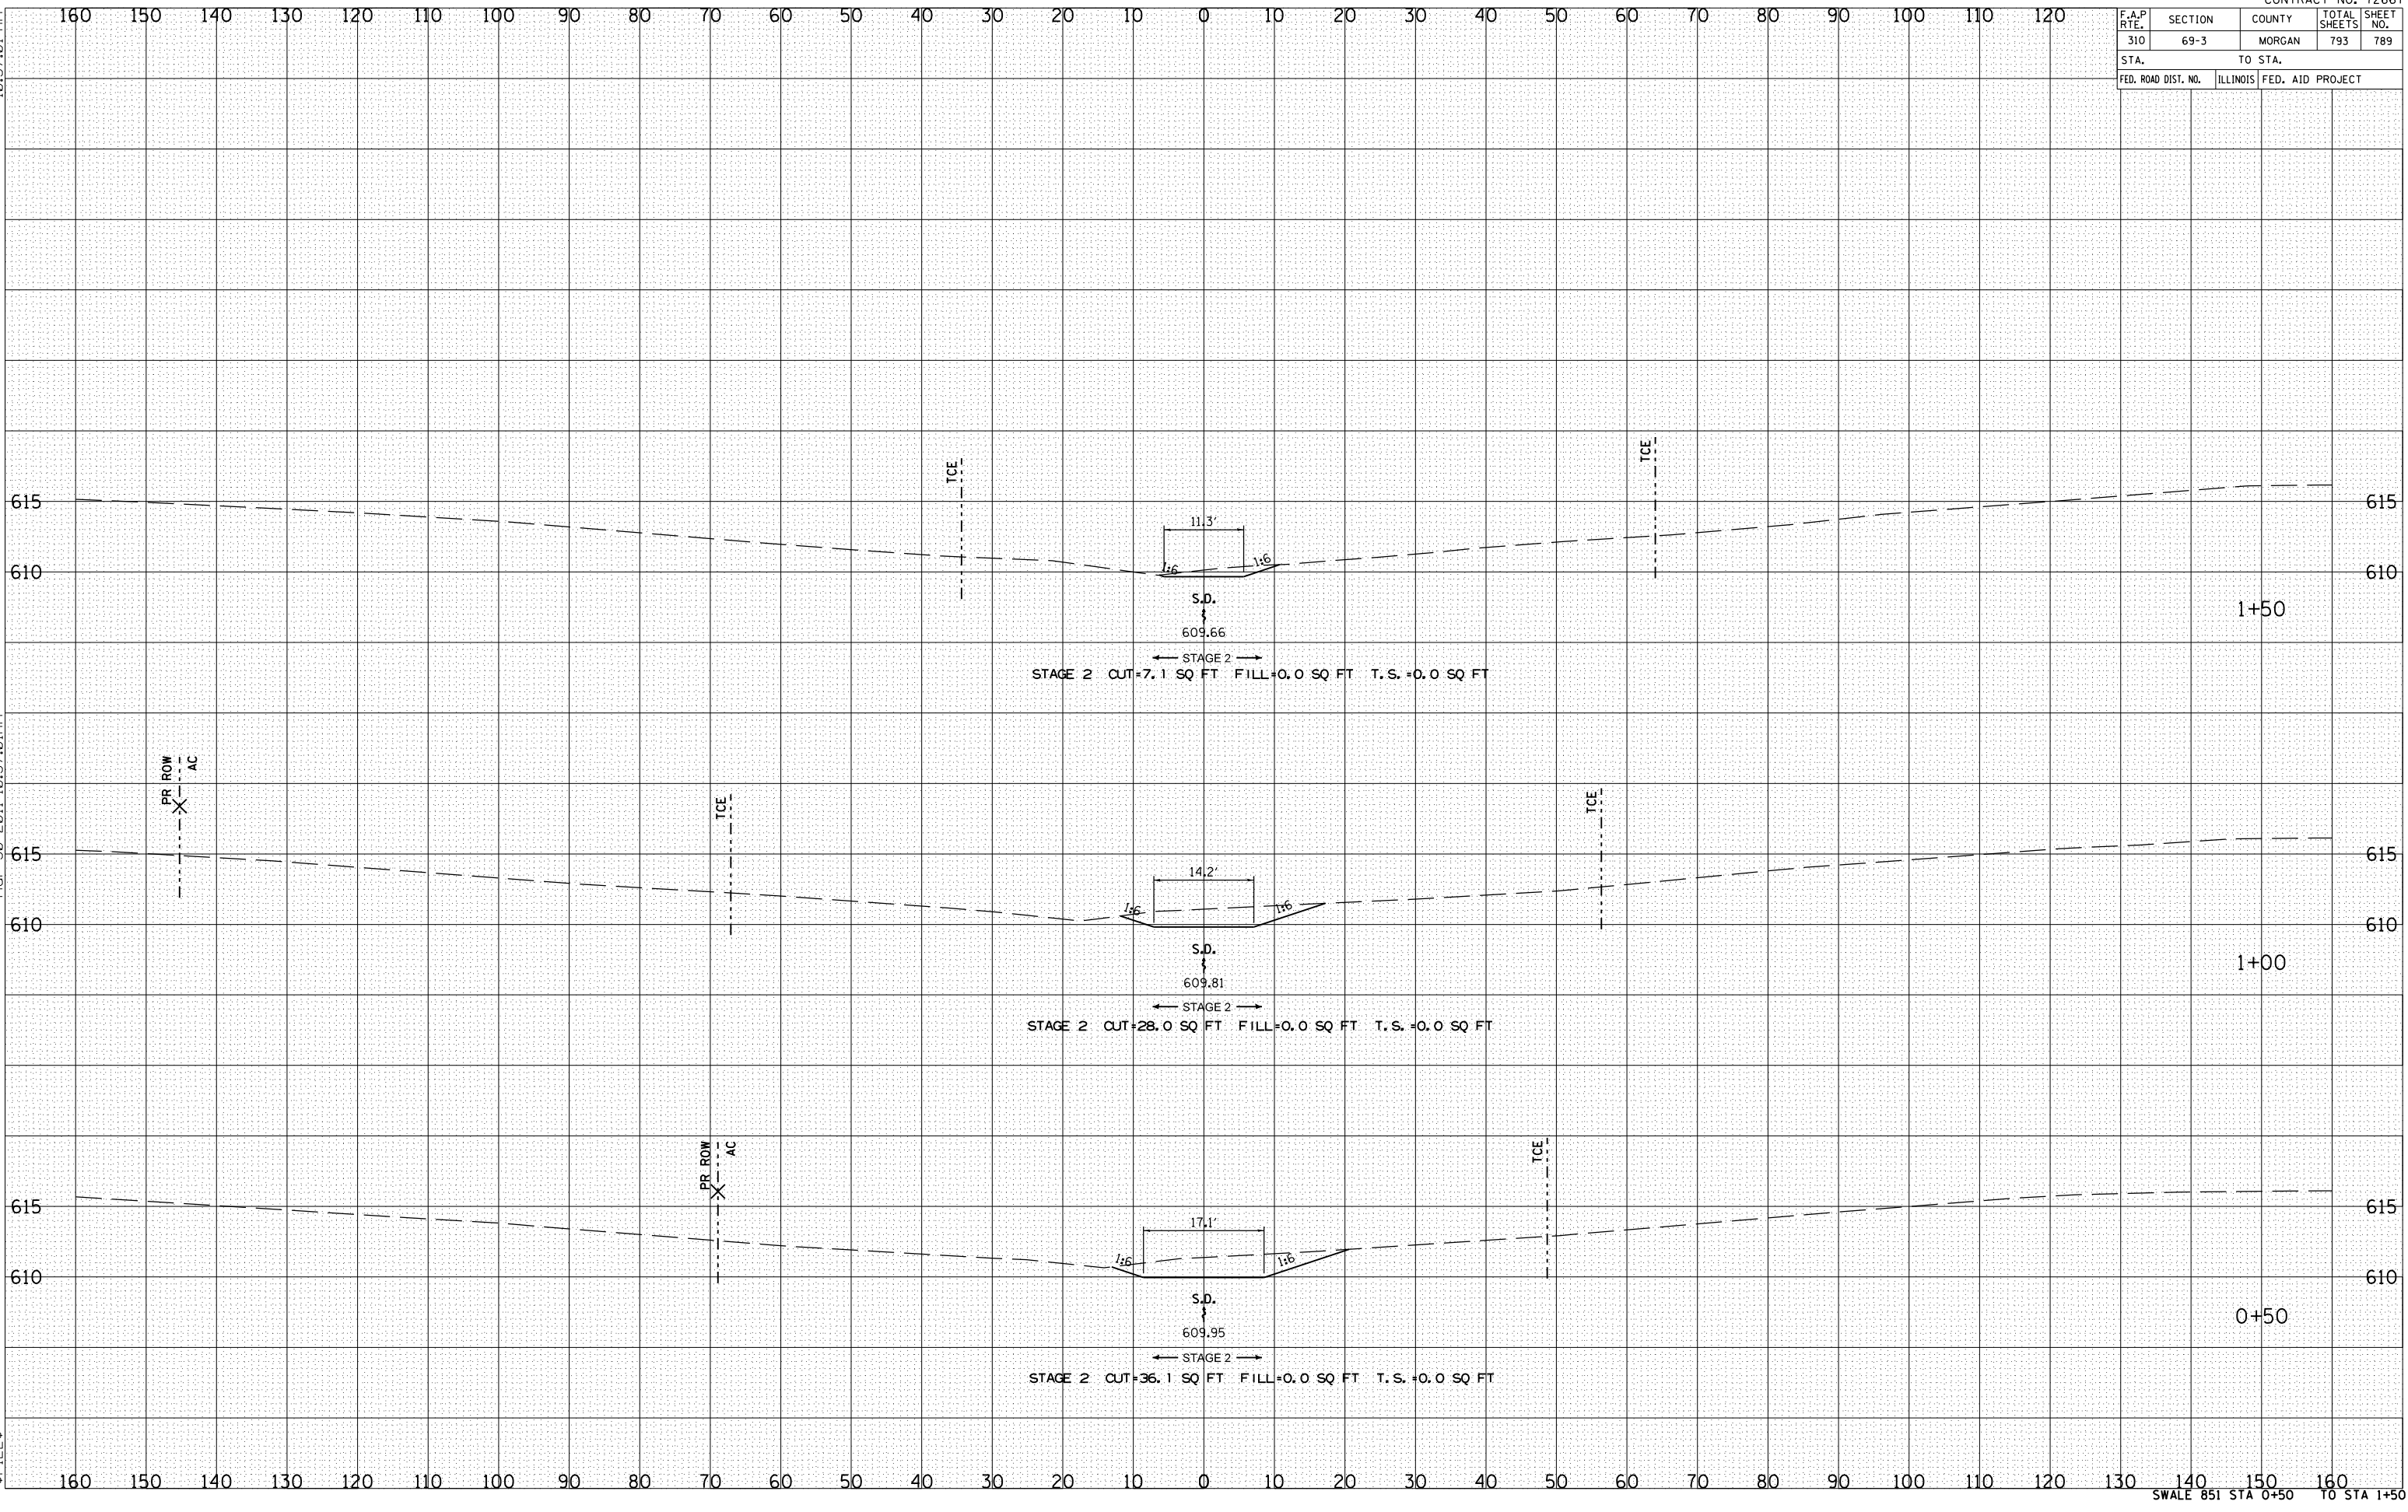 160 150 140 130 120 110 100 90 80 70 60 50 40 30 20 10 0 10 20 30 40 50 60 70 80 90 100 110 120
F.A.P RTE. SECTION COUNTY TOTAL SHEETS SHEET NO.
310 69-3 MORGAN 793 789
STA. TO STA.
FED. ROAD DIST. NO. ILLINOIS FED. AID PROJECT
TCE
TCE
615 615
11.3'
1:6 1:6
610 610
S.D.
609.66
1+50
STAGE 2
STAGE 2 CUT=7.1 SQ FT FILL=0.0 SQ FT T.S.=0.0 SQ FT
PR ROW
AC
TCE
TCE
615 615
14.2'
1:6 1:6
610 610
S.D.
609.81
1+00
STAGE 2
STAGE 2 CUT=28.0 SQ FT FILL=0.0 SQ FT T.S.=0.0 SQ FT
PR ROW
AC
TCE
615 615
17.1'
1:6 1:6
610 610
S.D.
609.95
0+50
STAGE 2
STAGE 2 CUT=36.1 SQ FT FILL=0.0 SQ FT T.S.=0.0 SQ FT
160 150 140 130 120 110 100 90 80 70 60 50 40 30 20 10 0 10 20 30 40 50 60 70 80 90 100 110 120 130 140 150 160
SWALE 851 STA 0+50 TO STA 1+50